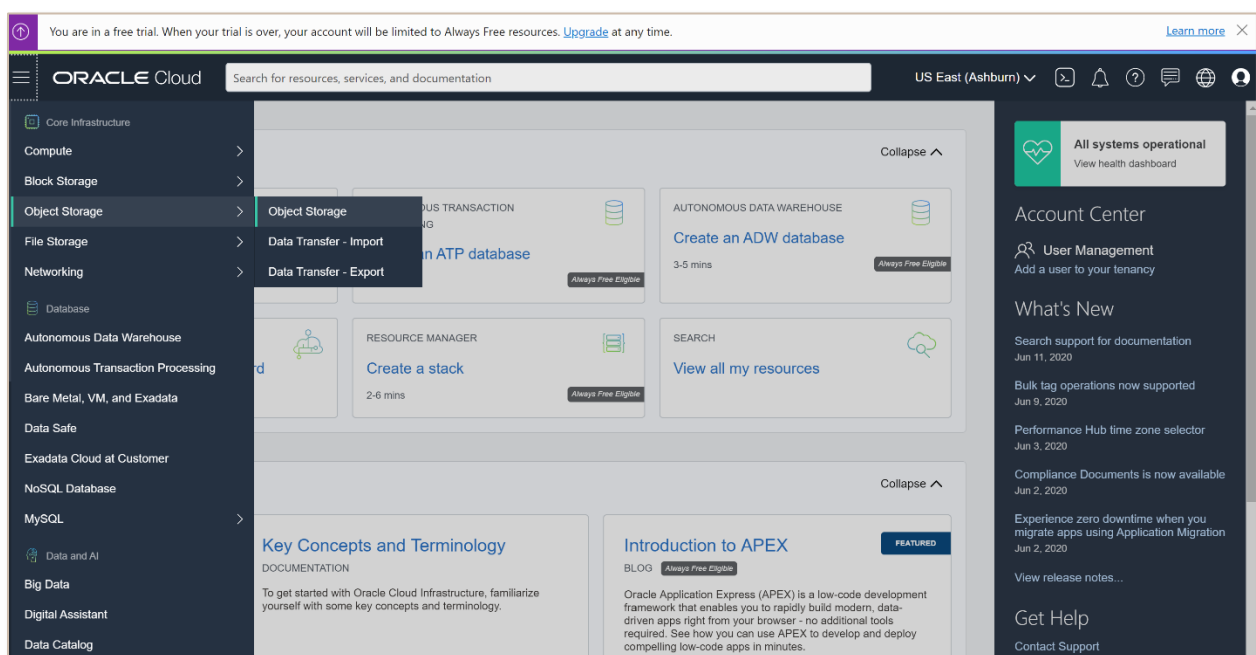 You are in a free trial. When your trial is over, your account will be limited to Always Free resources. Upgrade at any time.
Learn more
ORACLE Cloud
Search for resources, services, and documentation
US East (Ashburn)
Core Infrastructure
Compute
Block Storage
Object Storage
File Storage
Networking
Database
Autonomous Data Warehouse
Autonomous Transaction Processing
Bare Metal, VM, and Exadata
Data Safe
Exadata Cloud at Customer
NoSQL Database
MySQL
Data and AI
Big Data
Digital Assistant
Data Catalog
Object Storage
Data Transfer - Import
Data Transfer - Export
Collapse
OUS TRANSACTION
NG
n ATP database
Always Free Eligible
AUTONOMOUS DATA WAREHOUSE
Create an ADW database
3-5 mins
Always Free Eligible
rd
RESOURCE MANAGER
Create a stack
2-6 mins
Always Free Eligible
SEARCH
View all my resources
Collapse
Key Concepts and Terminology
DOCUMENTATION
To get started with Oracle Cloud Infrastructure, familiarize
yourself with some key concepts and terminology.
Introduction to APEX
FEATURED
BLOG Always Free Eligible
Oracle Application Express (APEX) is a low-code development
framework that enables you to rapidly build modern, data-
driven apps right from your browser - no additional tools
required. See how you can use APEX to develop and deploy
compelling low-code apps in minutes.
All systems operational
View health dashboard
Account Center
User Management
Add a user to your tenancy
What's New
Search support for documentation
Jun 11, 2020
Bulk tag operations now supported
Jun 9, 2020
Performance Hub time zone selector
Jun 3, 2020
Compliance Documents is now available
Jun 2, 2020
Experience zero downtime when you
migrate apps using Application Migration
Jun 2, 2020
View release notes...
Get Help
Contact Support